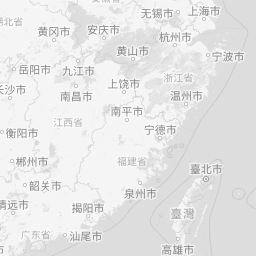 无锡市
上海市
湖北省
黄冈市
安庆市
杭州市
黄山市
宁波市
岳阳市
九江市
上饶市
浙江省
长沙市
南昌市
温州市
南平市
江西省
衡阳市
宁德市
郴州市
福建省
臺北市
韶关市
泉州市
清远市
揭阳市
臺灣
广东省
汕尾市
高雄市